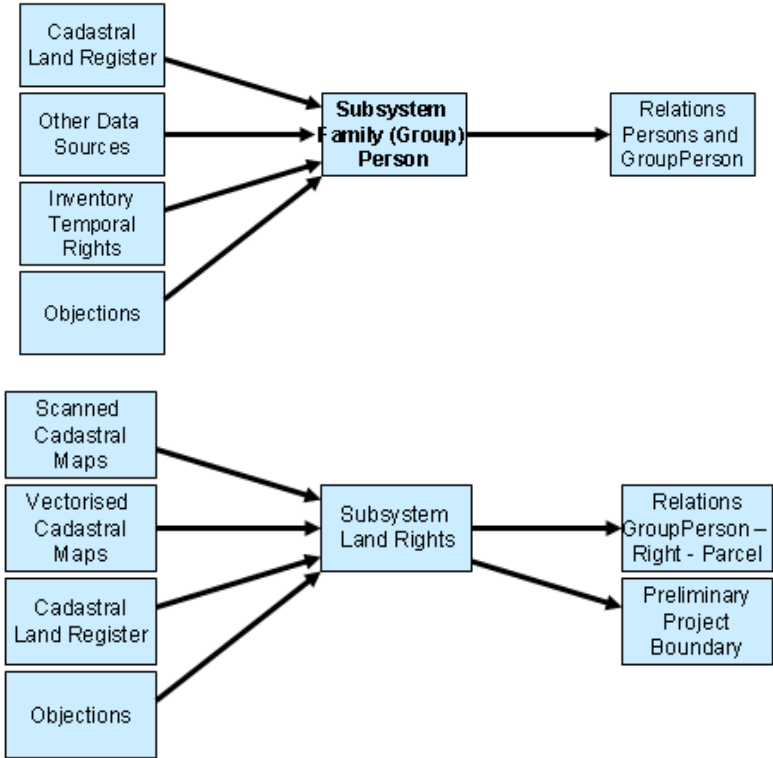 Cadastral
Land Register
Other Data
Sources
Inventory
Temporal
Rights
Objections
Subsystem
Family (Group)
Person
Relations
Persons and
GroupPerson
Scanned
Cadastral
Maps
Vectorised
Cadastral
Maps
Cadastral
Land Register
Objections
Subsystem
Land Rights
Relations
GroupPerson –
Right - Parcel
Preliminary
Project
Boundary